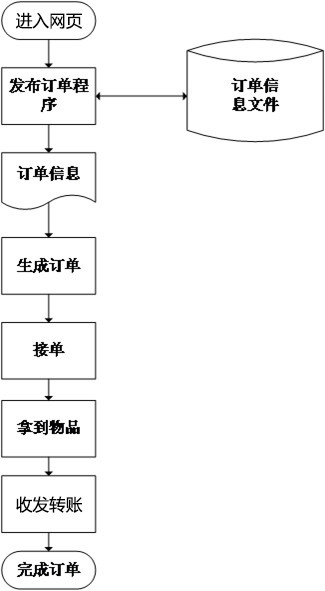 进入网页
发布订单程
序
订单信
息文件
订单信息
生成订单
接单
拿到物品
收发转账
完成订单